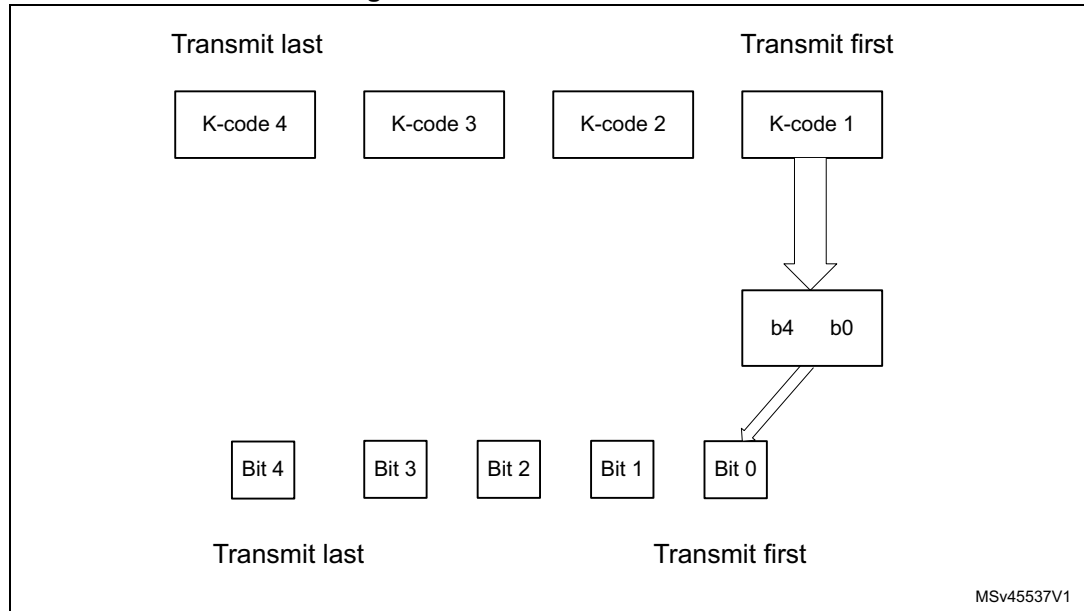 Transmit last Transmit first
K-code 4 K-code 3 K-code 2 K-code 1
b4 b0
Bit 4 Bit 3 Bit 2 Bit 1 Bit 0
Transmit last Transmit first
MSv45537V1